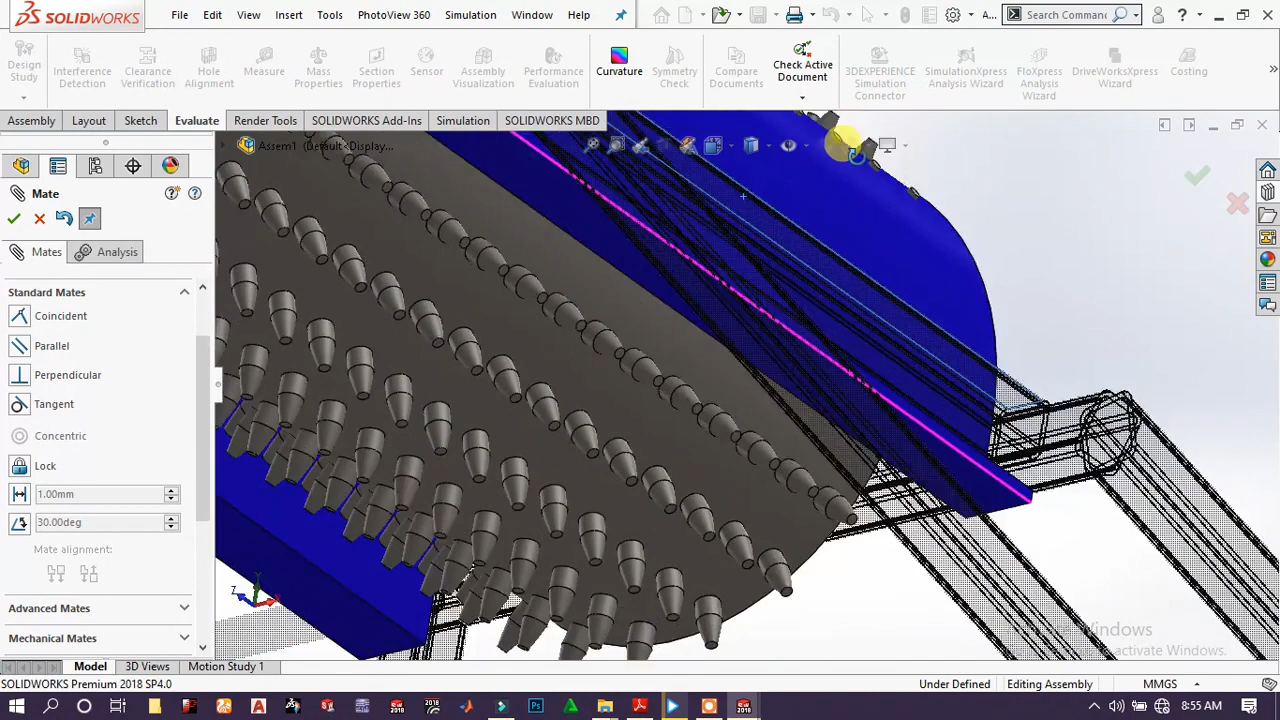 SOLIDWORKS File Edit View Insert Tools PhotoView 360 Simulation Window Help A... Search Comman
Design Study Interference Detection Clearance Verification Hole Alignment Measure Mass Properties Section Properties Sensor Assembly Visualization Performance Evaluation Curvature Symmetry Check Compare Documents Check Active Document 3DEXPERIENCE Simulation Connector SimulationXpress Analysis Wizard FloXpress Analysis Wizard DriveWorksXpress Wizard Costing
Assembly Layout Sketch Evaluate Render Tools SOLIDWORKS Add-Ins Simulation SOLIDWORKS MBD
Assem1 (Default<Display...
Mate
Mates Analysis
Standard Mates
Coincident
Parallel
Perpendicular
Tangent
Concentric
Lock
1.00mm
30.00deg
Mate alignment:
Advanced Mates
Mechanical Mates
Y
Z
Windows
activate Windows.
Model 3D Views Motion Study 1
SOLIDWORKS Premium 2018 SP4.0 Under Defined Editing Assembly MMGS
8:55 AM